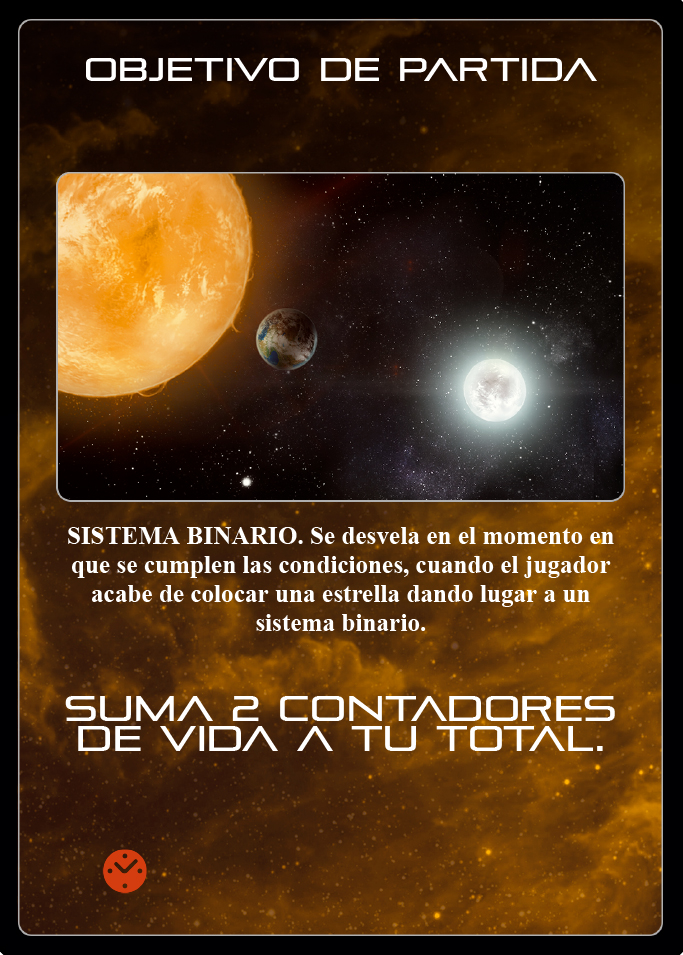 OBJETIVO DE PARTIDA
SISTEMA BINARIO. Se desvela en el momento en
que se cumplen las condiciones, cuando el jugador
acabe de colocar una estrella dando lugar a un
sistema binario.
SUMA 2 CONTADORES
DE VIDA A TU TOTAL.